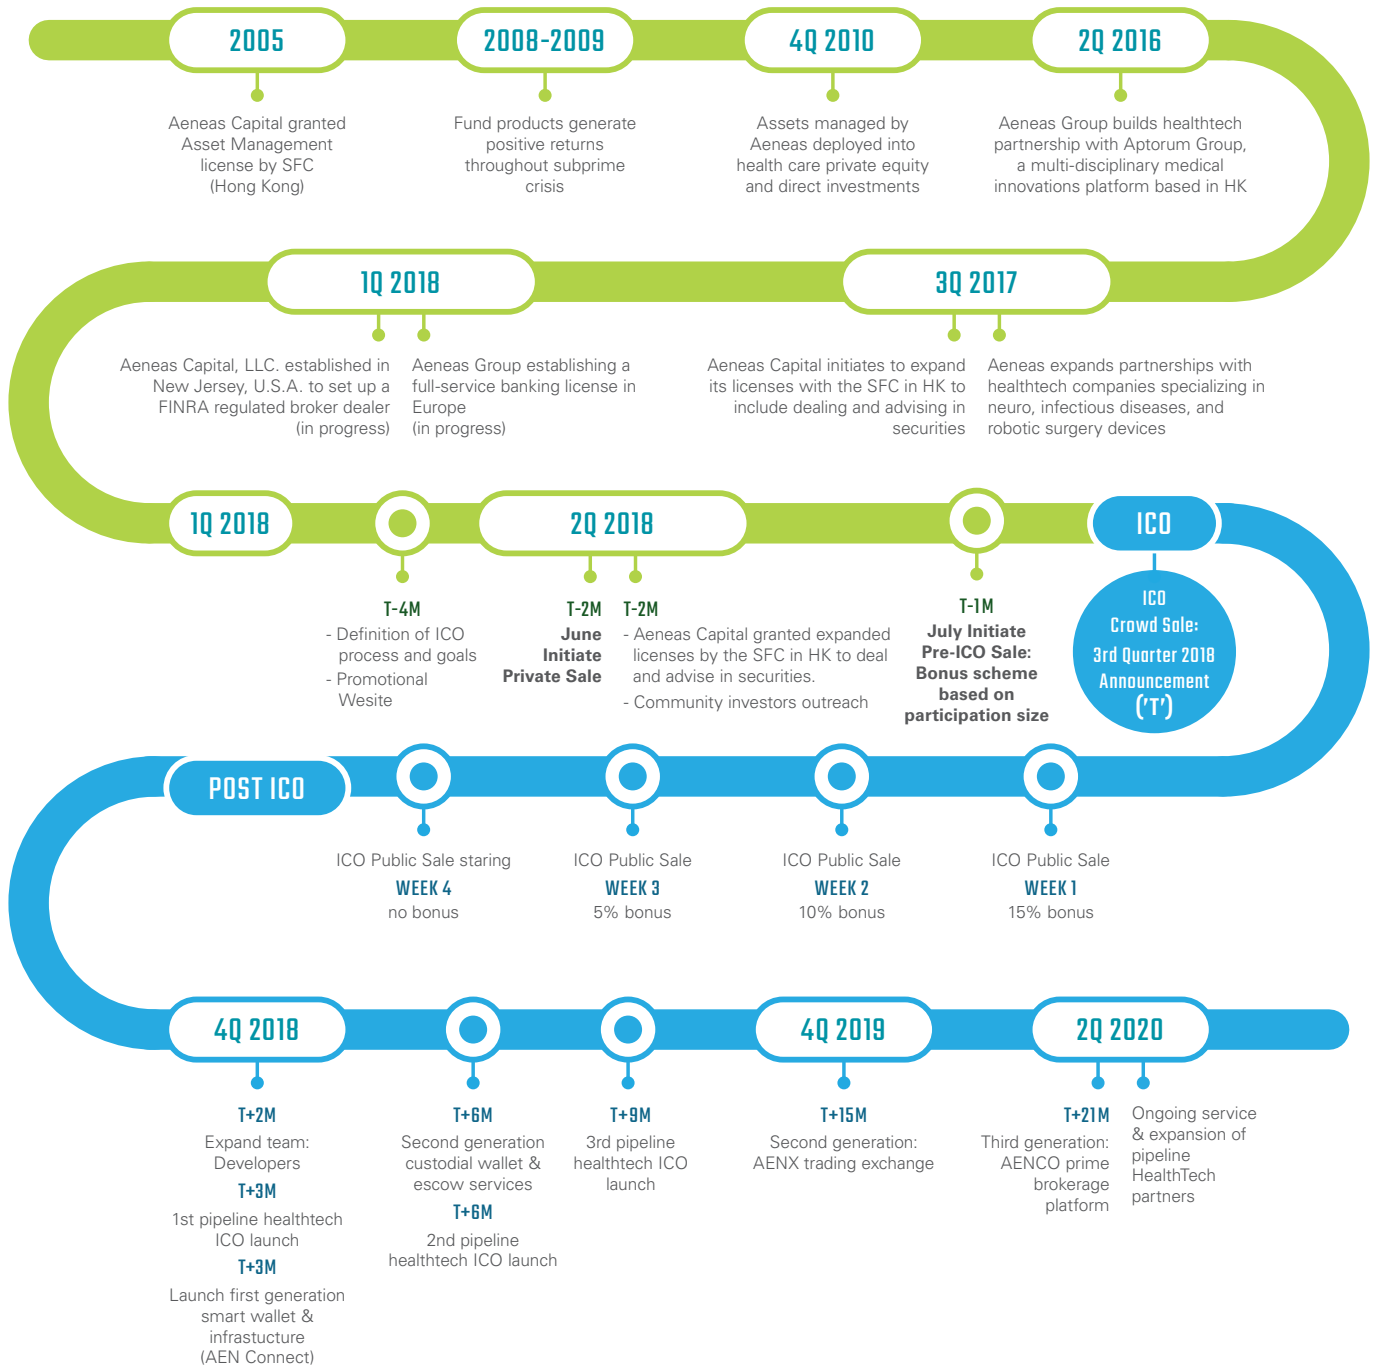 2005
Aeneas Capital granted
Asset Management
license by SFC
(Hong Kong)
2008-2009
Fund products generate
positive returns
throughout subprime
crisis
4Q 2010
Assets managed by
Aeneas deployed into
health care private equity
and direct investments
2Q 2016
Aeneas Group builds healthtech
partnership with Aptorum Group,
a multi-disciplinary medical
innovations platform based in HK
3Q 2017
Aeneas Capital initiates to expand
its licenses with the SFC in HK to
include dealing and advising in
securities
Aeneas expands partnerships with
healthtech companies specializing in
neuro, infectious diseases, and
robotic surgery devices
1Q 2018
Aeneas Capital, LLC. established in
New Jersey, U.S.A. to set up a
FINRA regulated broker dealer
(in progress)
Aeneas Group establishing a
full-service banking license in
Europe
(in progress)
1Q 2018
T-4M
- Definition of ICO
process and goals
- Promotional
Wesite
2Q 2018
T-2M
June
Initiate
Private Sale
T-2M
- Aeneas Capital granted expanded
licenses by the SFC in HK to deal
and advise in securities.
- Community investors outreach
T-1M
July Initiate
Pre-ICO Sale:
Bonus scheme
based on
participation size
ICO
ICO
Crowd Sale:
3rd Quarter 2018
Announcement
('T')
ICO Public Sale
WEEK 1
15% bonus
ICO Public Sale
WEEK 2
10% bonus
ICO Public Sale
WEEK 3
5% bonus
ICO Public Sale staring
WEEK 4
no bonus
POST ICO
4Q 2018
T+2M
Expand team:
Developers
T+3M
1st pipeline healthtech
ICO launch
T+3M
Launch first generation
smart wallet &
infrastucture
(AEN Connect)
T+6M
Second generation
custodial wallet &
escow services
T+6M
2nd pipeline
healthtech ICO launch
T+9M
3rd pipeline
healthtech ICO
launch
4Q 2019
T+15M
Second generation:
AENX trading exchange
2Q 2020
T+21M
Third generation:
AENCO prime
brokerage
platform
Ongoing service
& expansion of
pipeline
HealthTech
partners